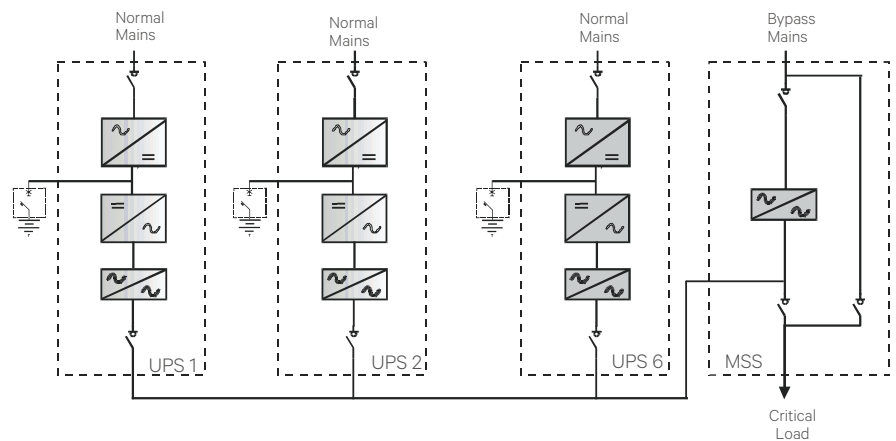 Normal
Mains
Normal
Mains
Normal
Mains
Bypass
Mains
UPS 1
UPS 2
UPS 6
MSS
Critical
Load